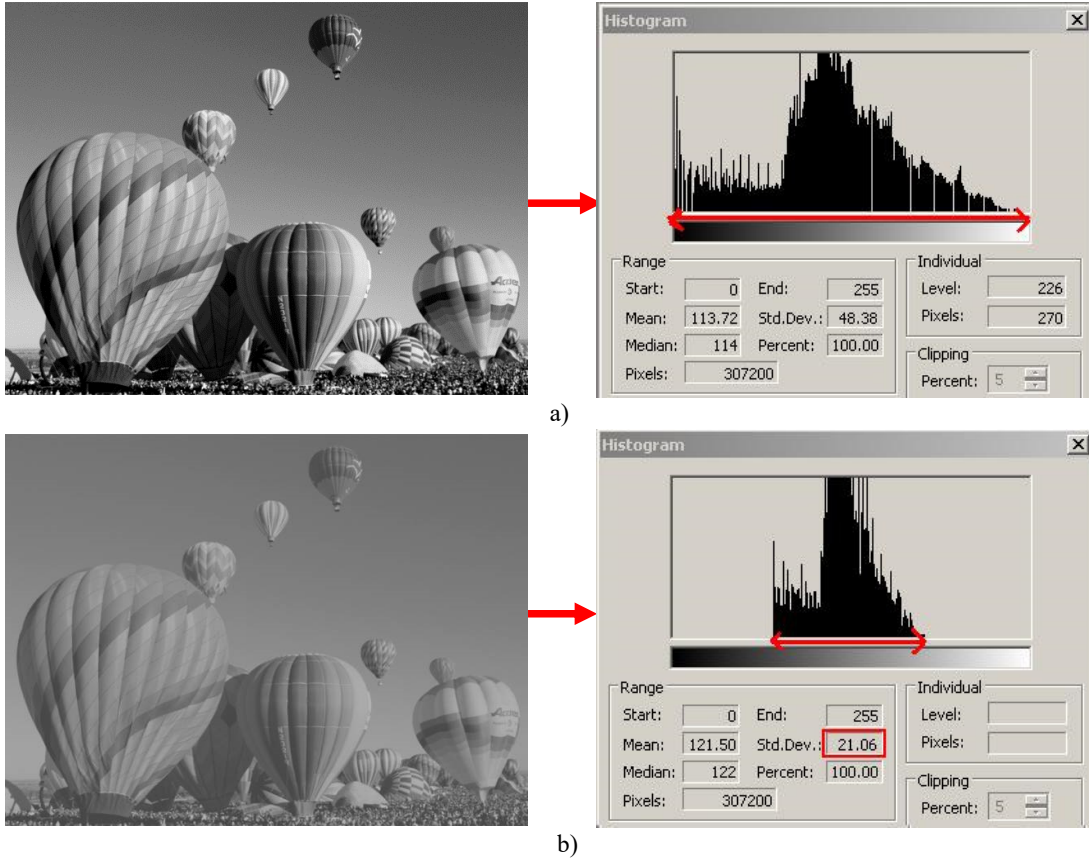 Histogram
Range
Individual
Start: 0 End: 255
Level: 226
Mean: 113.72 Std.Dev.: 48.38
Pixels: 270
Median: 114 Percent: 100.00
Clipping
Pixels: 307200
Percent: 5
a)
Histogram
Range
Individual
Start: 0 End: 255
Level:
Mean: 121.50 Std.Dev.: 21.06
Pixels:
Median: 122 Percent: 100.00
Clipping
Pixels: 307200
Percent: 5
b)